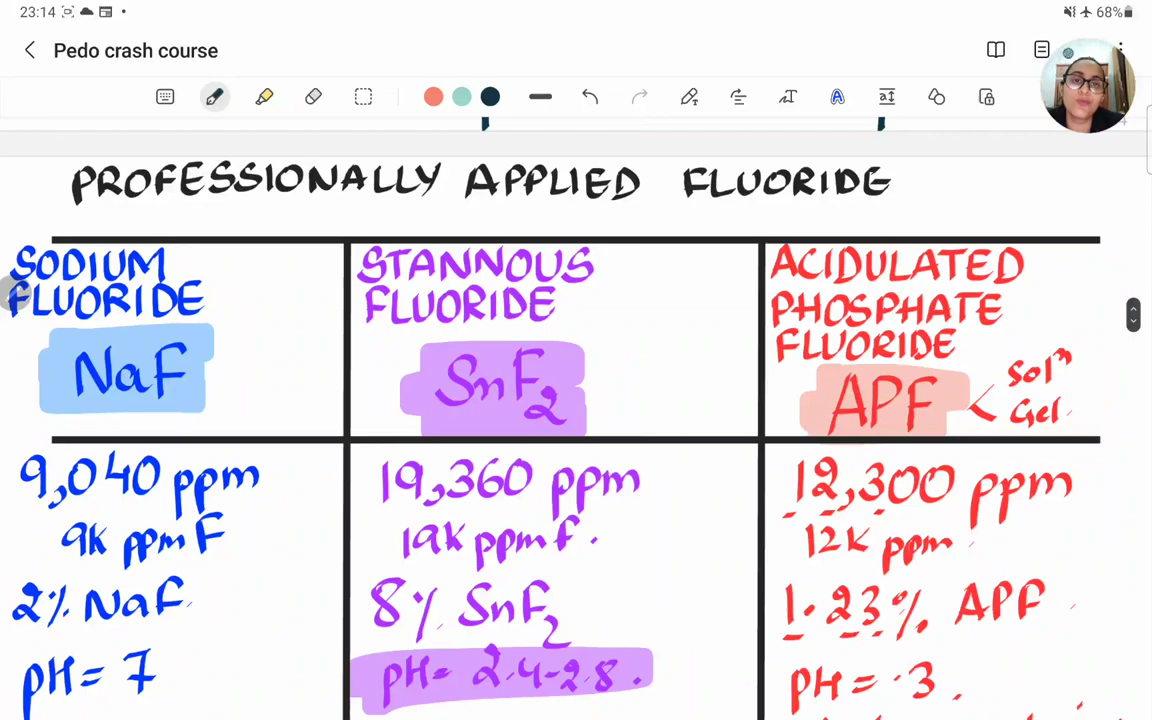 23:14
68%
Pedo crash course
PROFESSIONALLY APPLIED FLUORIDE
SODIUM
FLUORIDE
NaF
STANNOUS
FLUORIDE
SnF2
ACIDULATED
PHOSPHATE
FLUORIDE
APF < Solⁿ
Gel.
9,040 ppm
9k ppm F
2% NaF.
pH = 7
19,360 ppm
19k ppm F.
8% SnF2
pH = 2.4-2.8.
12,300 ppm
12k ppm
1.23% APF
pH = 3.